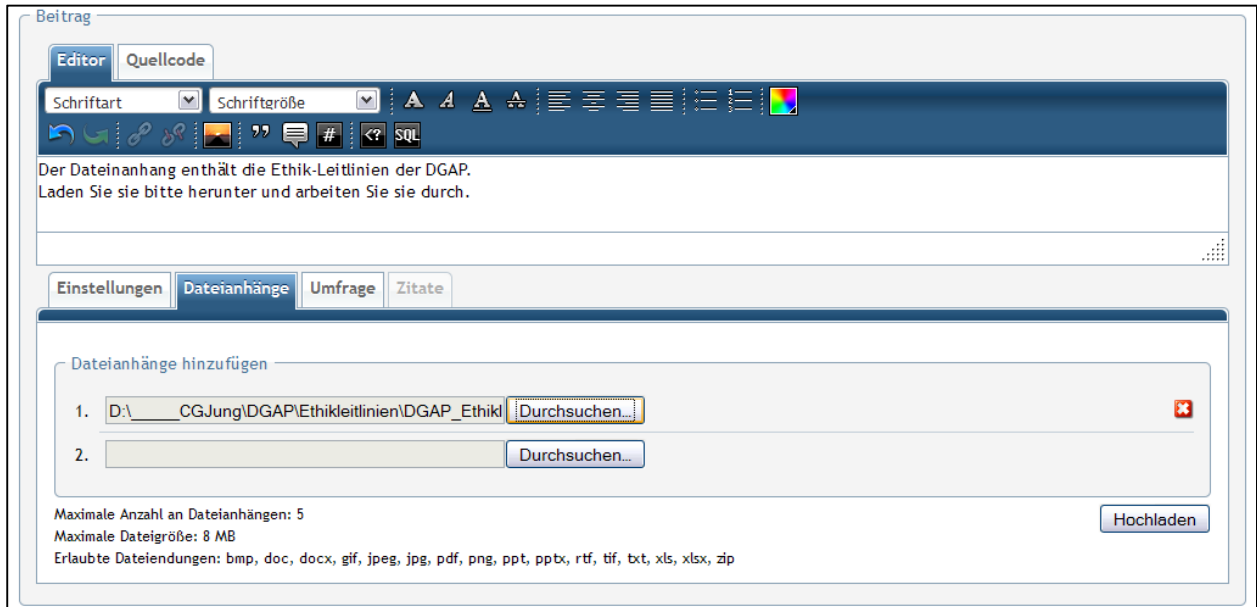 Beitrag
Editor Quellcode
Schriftart Schriftgröße A A A A
# <? SQL
Der Dateinanhang enthält die Ethik-Leitlinien der DGAP.
Laden Sie sie bitte herunter und arbeiten Sie sie durch.
Einstellungen Dateianhänge Umfrage Zitate
Dateianhänge hinzufügen
1. D:\_____CGJung\DGAP\Ethikleitlinien\DGAP_Ethikl Durchsuchen...
2. Durchsuchen...
Maximale Anzahl an Dateianhängen: 5
Hochladen
Maximale Dateigröße: 8 MB
Erlaubte Dateiendungen: bmp, doc, docx, gif, jpeg, jpg, pdf, png, ppt, pptx, rtf, tif, txt, xls, xlsx, zip